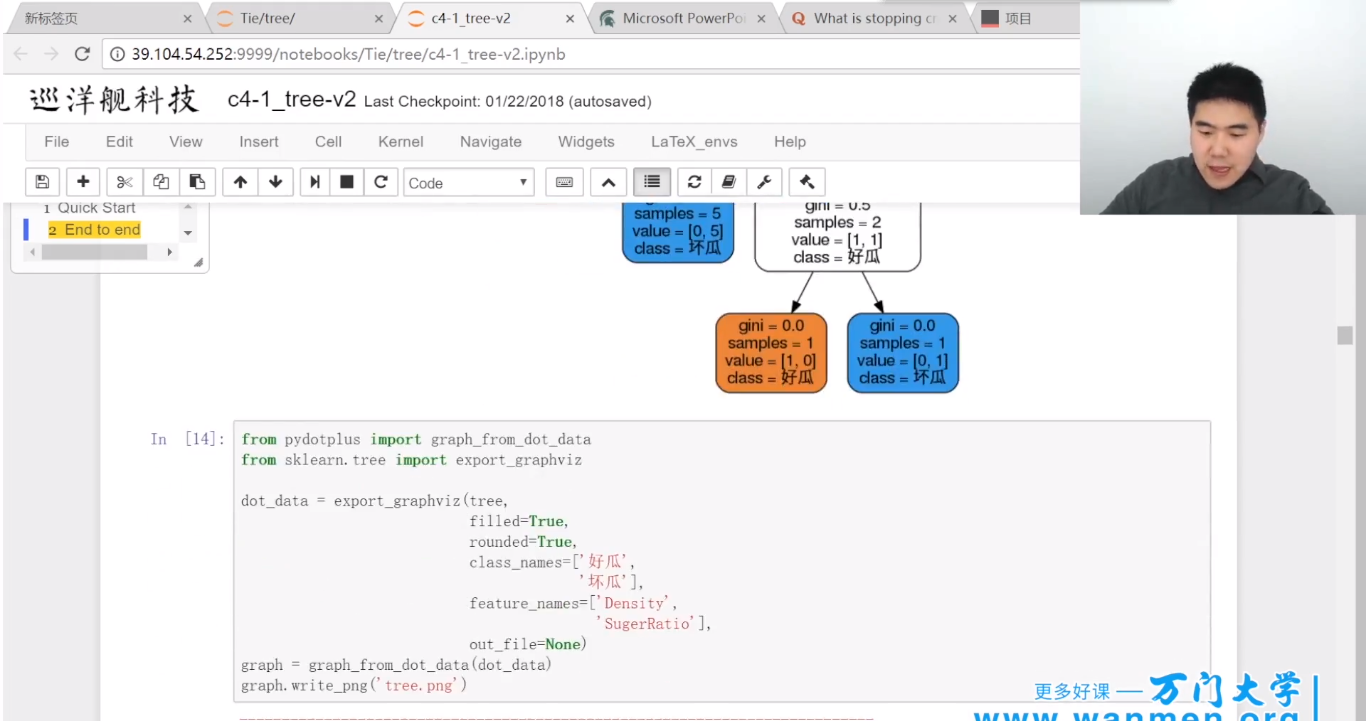 新标签页
Tie/tree/
c4-1_tree-v2
Microsoft PowerPoi
What is stopping cr
项目
39.104.54.252:9999/notebooks/Tie/tree/c4-1_tree-v2.ipynb
巡洋舰科技 c4-1_tree-v2 Last Checkpoint: 01/22/2018 (autosaved)
File Edit View Insert Cell Kernel Navigate Widgets LaTeX_envs Help
Code
1 Quick Start
2 End to end
samples = 5
value = [0, 5]
class = 坏瓜
gini = 0.5
samples = 2
value = [1, 1]
class = 好瓜
gini = 0.0
samples = 1
value = [1, 0]
class = 好瓜
gini = 0.0
samples = 1
value = [0, 1]
class = 坏瓜
In [14]:
from pydotplus import graph_from_dot_data
from sklearn.tree import export_graphviz
dot_data = export_graphviz(tree,
filled=True,
rounded=True,
class_names=['好瓜',
'坏瓜'],
feature_names=['Density',
'SugerRatio'],
out_file=None)
graph = graph_from_dot_data(dot_data)
graph.write_png('tree.png')
更多好课 — 万门大学
www.wanmen.org